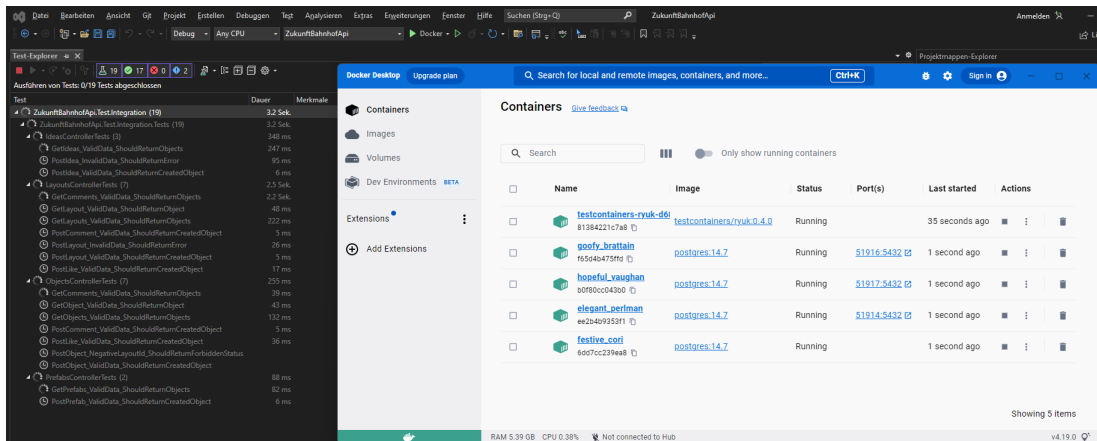 Datei Bearbeiten Ansicht Git Projekt Erstellen Debuggen Test Analysieren Extras Erweiterungen Fenster Hilfe Suchen (Strg+Q) ZukunftBahnhofApi Anmelden
Debug Any CPU ZukunftBahnhofApi Docker
Test-Explorer
Projektmappen-Explorer
19 17 0 2
Ausführen von Tests: 0/19 Tests abgeschlossen
Test Dauer Merkmale
ZukunftBahnhofApi.Test.Integration (19) 3.2 Sek.
ZukunftBahnhofApi.Test.Integration.Tests (19) 3.2 Sek.
IdeasControllerTests (3) 348 ms
GetIdeas_ValidData_ShouldReturnObjects 247 ms
PostIdea_InvalidData_ShouldReturnError 95 ms
PostIdea_ValidData_ShouldReturnCreatedObject 6 ms
LayoutsControllerTests (7) 2.5 Sek.
GetComments_ValidData_ShouldReturnObjects 2.2 Sek.
GetLayout_ValidData_ShouldReturnObject 48 ms
GetLayouts_ValidData_ShouldReturnObjects 222 ms
PostComment_ValidData_ShouldReturnCreatedObject 5 ms
PostLayout_InvalidData_ShouldReturnError 26 ms
PostLayout_ValidData_ShouldReturnCreatedObject 5 ms
PostLike_ValidData_ShouldReturnCreatedObject 17 ms
ObjectsControllerTests (7) 255 ms
GetComments_ValidData_ShouldReturnObjects 39 ms
GetObject_ValidData_ShouldReturnObject 43 ms
GetObjects_ValidData_ShouldReturnObjects 132 ms
PostComment_ValidData_ShouldReturnCreatedObject 5 ms
PostLike_ValidData_ShouldReturnCreatedObject 36 ms
PostObject_NegativeLayoutId_ShouldReturnForbiddenStatus
PostObject_ValidData_ShouldReturnCreatedObject
PrefabsControllerTests (2) 88 ms
GetPrefabs_ValidData_ShouldReturnObjects 82 ms
PostPrefab_ValidData_ShouldReturnCreatedObject 6 ms
Docker Desktop Upgrade plan Search for local and remote images, containers, and more... Ctrl+K Sign in
Containers
Images
Volumes
Dev Environments BETA
Extensions
Add Extensions
Containers Give feedback
Search Only show running containers
Name Image Status Port(s) Last started Actions
testcontainers-ryuk-d6 testcontainers/ryuk:0.4.0 Running 35 seconds ago
81384221c7a8
goofy_brattain postgres:14.7 Running 51916:5432 1 second ago
f65d4b475ffd
hopeful_vaughan postgres:14.7 Running 51917:5432 1 second ago
b0f80cc043b0
elegant_perlman postgres:14.7 Running 51914:5432 1 second ago
ee2b4b9353f1
festive_cori postgres:14.7 Running 1 second ago
6dd7cc239ea8
Showing 5 items
RAM 5.39 GB CPU 0.38% Not connected to Hub v4.19.0